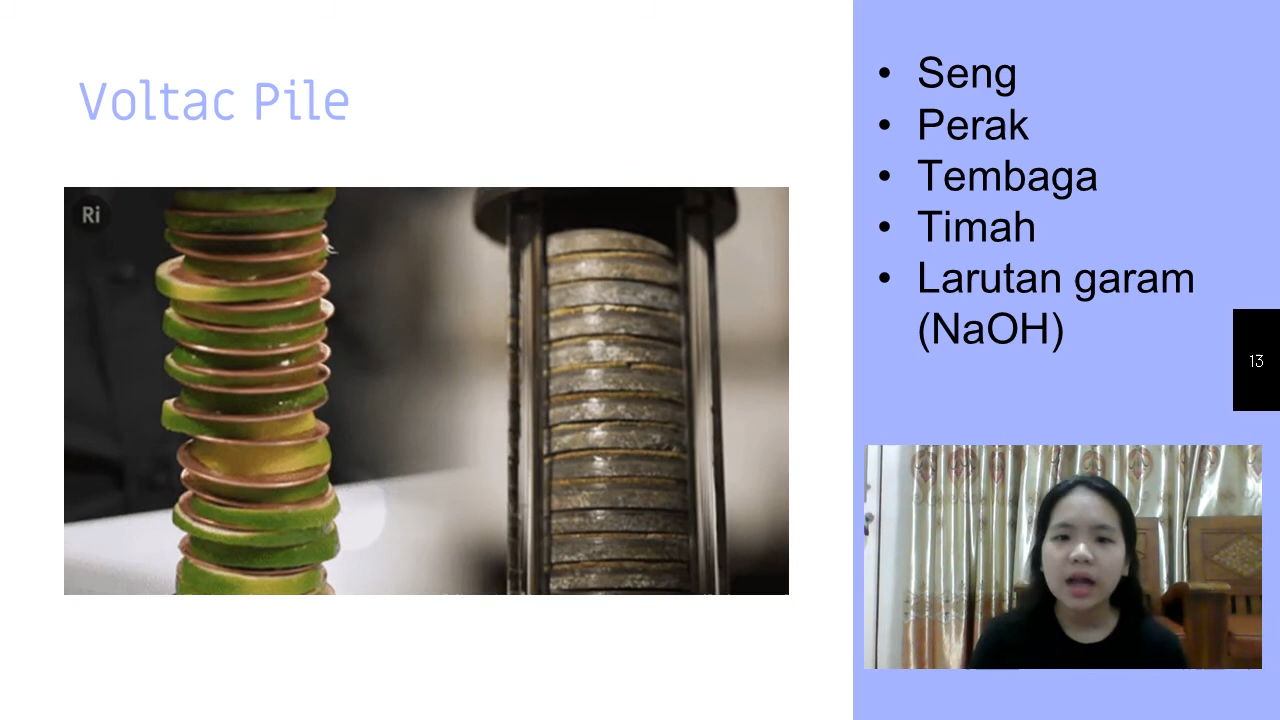 Voltac Pile
Ri
• Seng
• Perak
• Tembaga
• Timah
• Larutan garam
(NaOH)
13